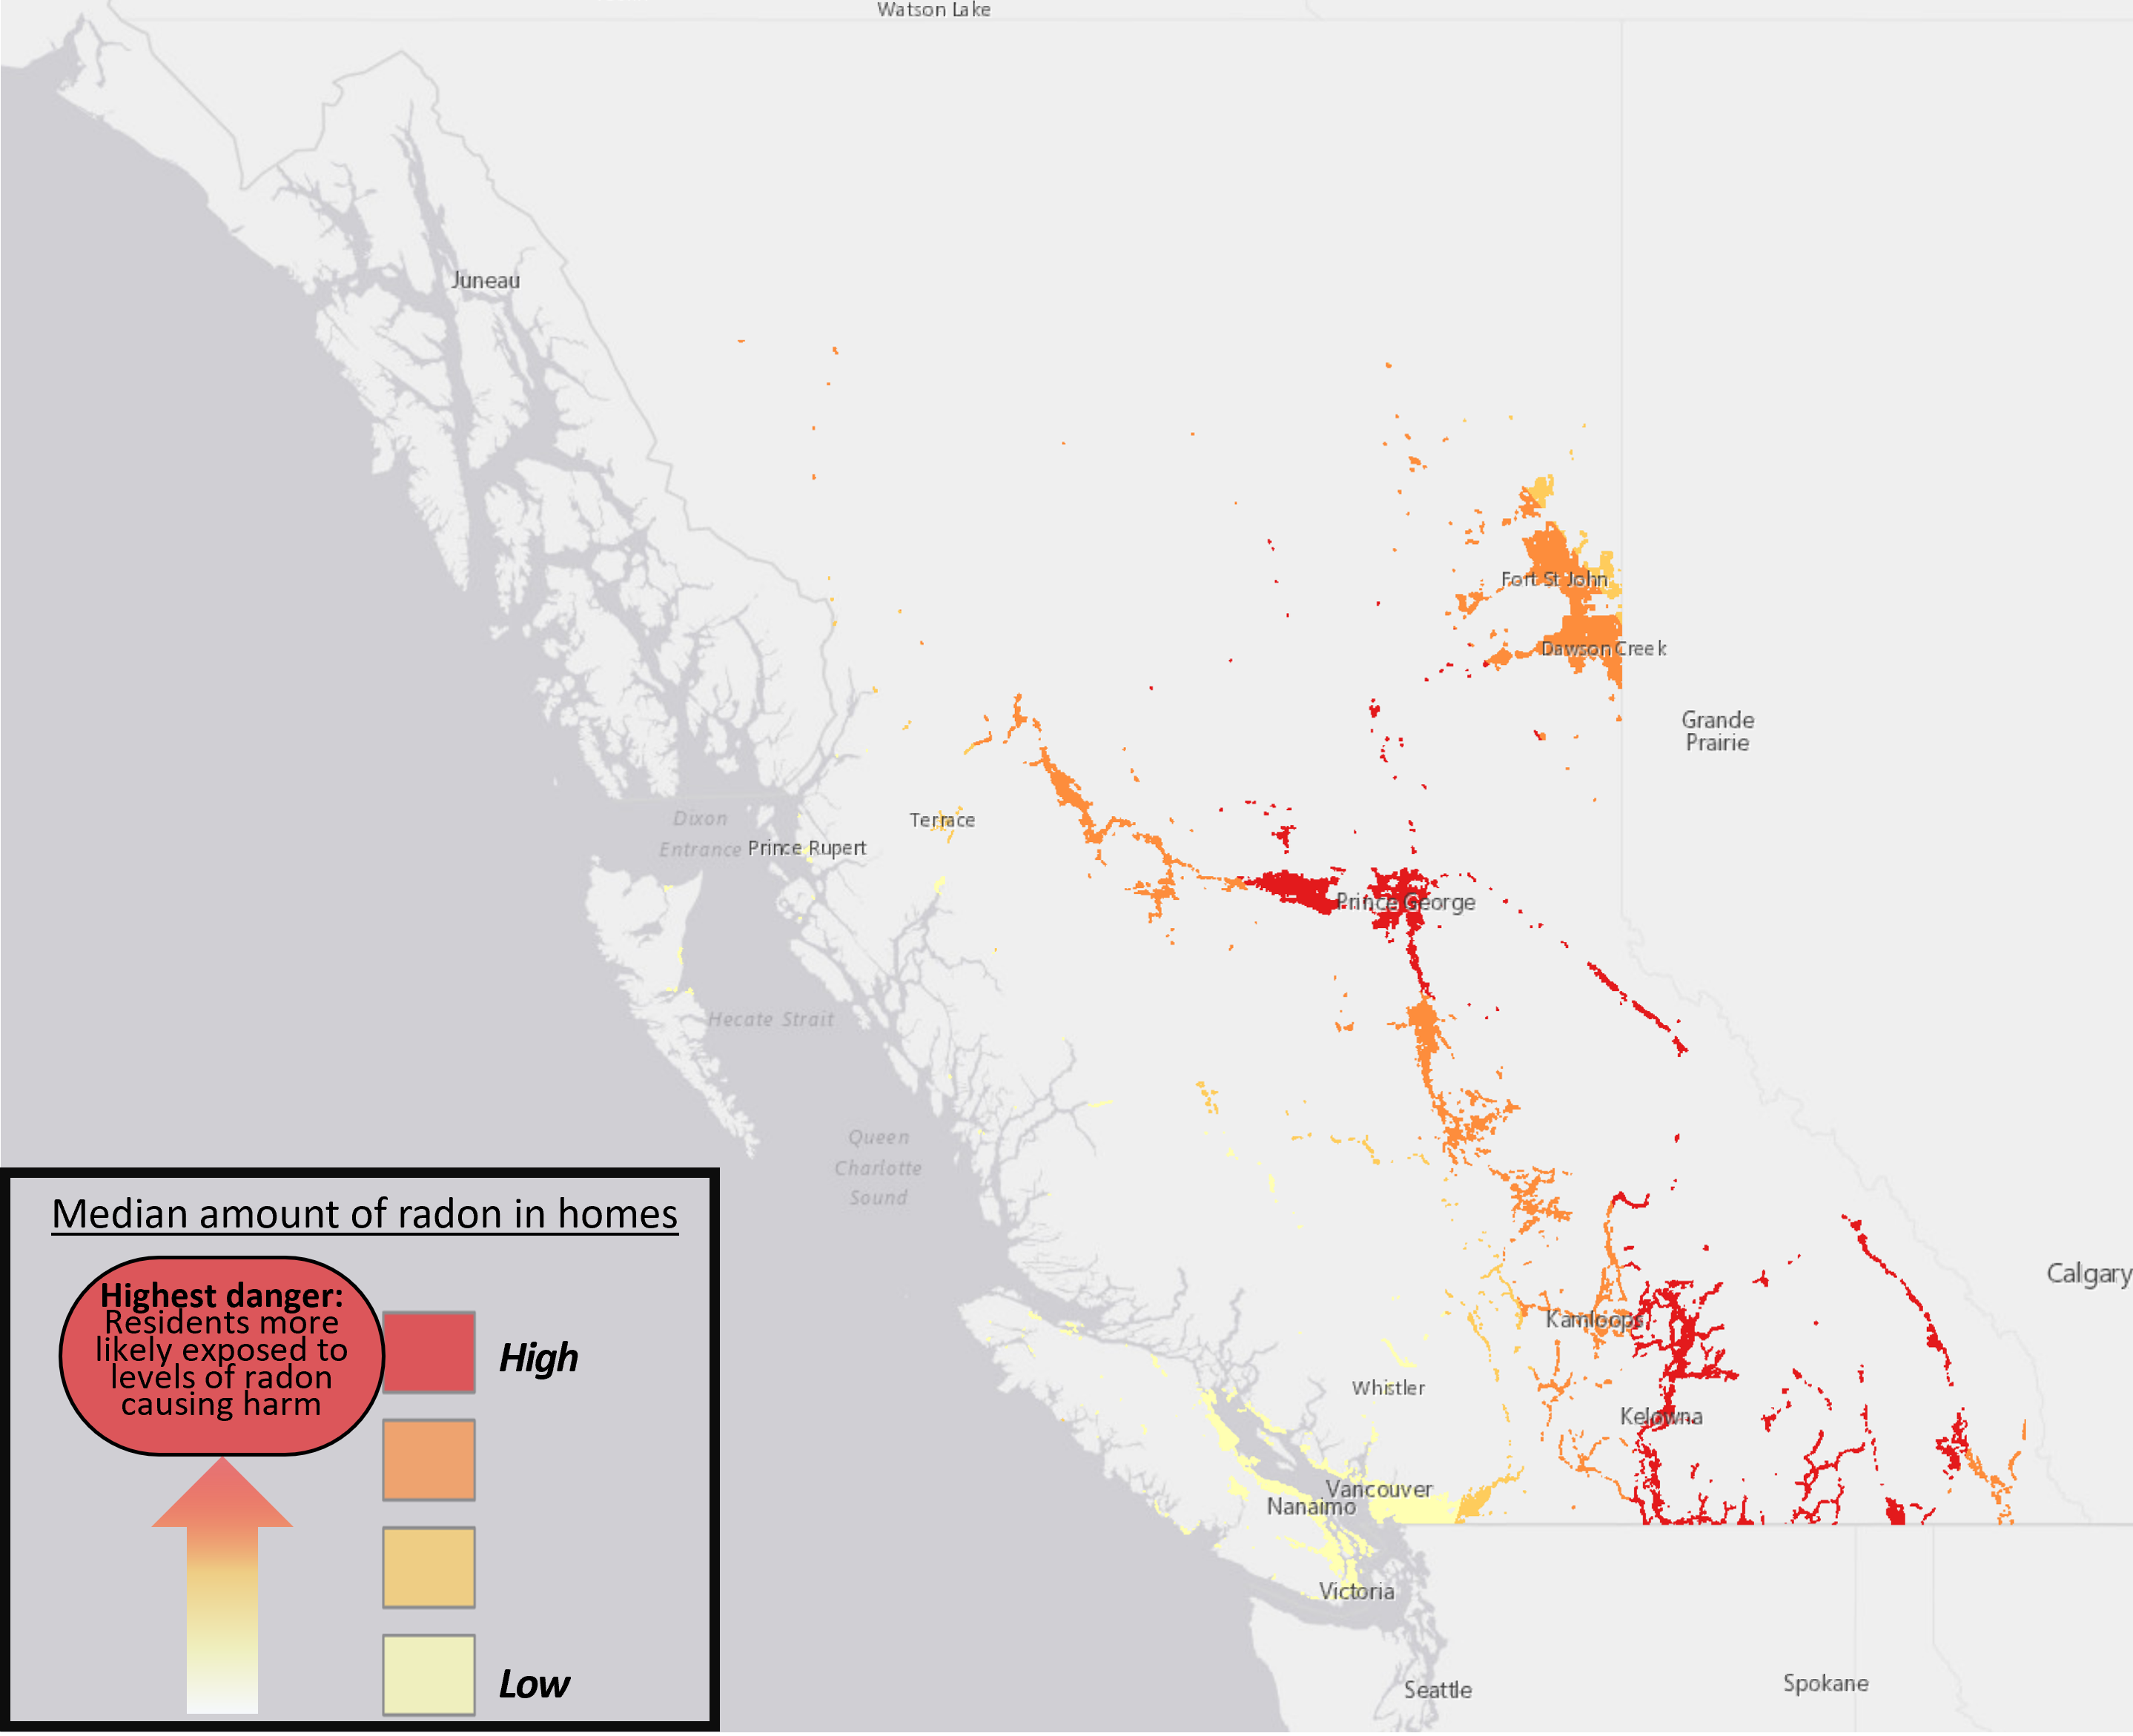 Watson Lake
Juneau
Fort St John
Dawson Creek
Grande
Prairie
Terrace
Dixon
Entrance
Prince Rupert
Prince George
Hecate Strait
Queen
Charlotte
Sound
Calgary
Kamloops
Whistler
Kelowna
Vancouver
Nanaimo
Victoria
Seattle
Spokane
Median amount of radon in homes
Highest danger:
Residents more
likely exposed to
levels of radon
causing harm
High
Low